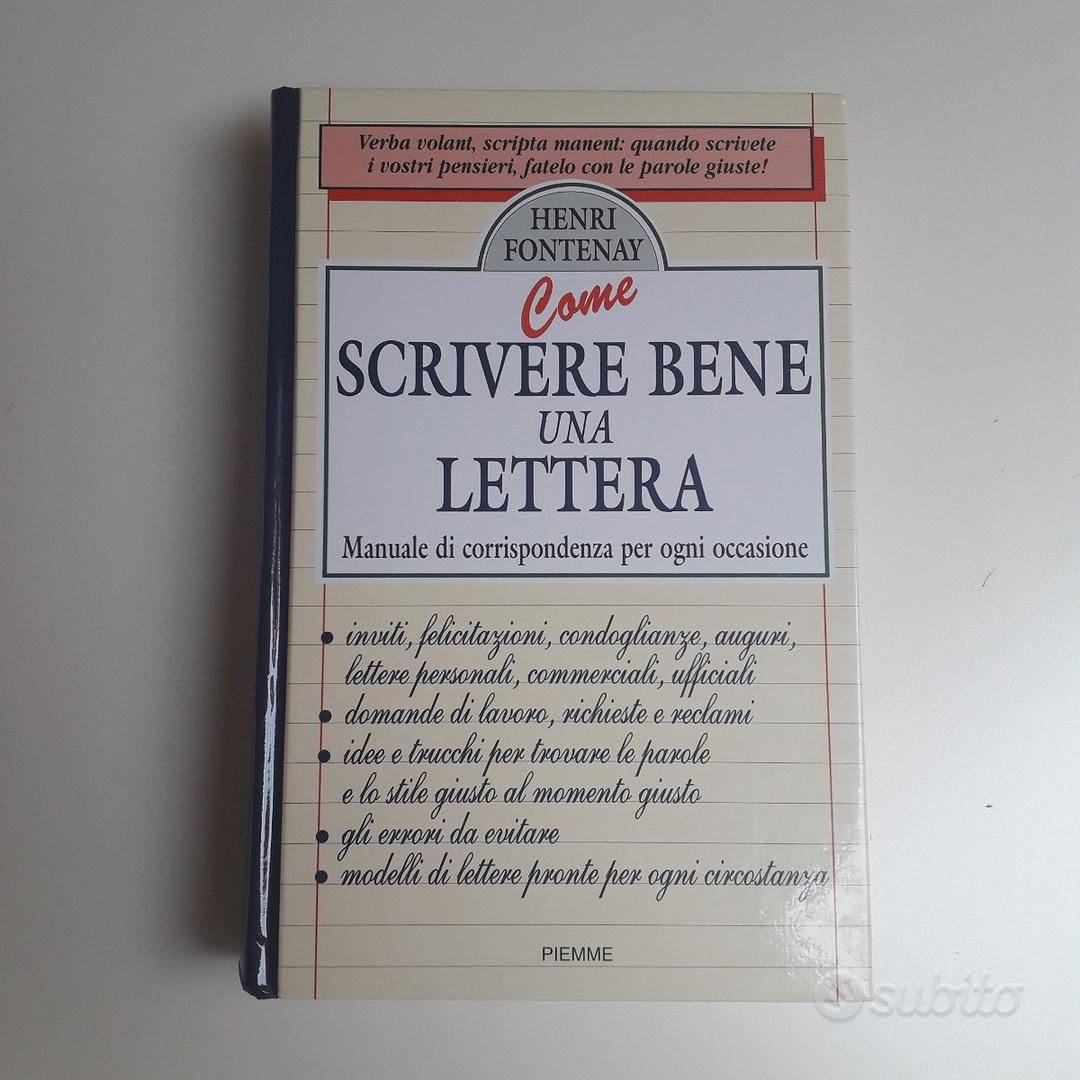 Verba volant, scripta manent: quando scrivete
i vostri pensieri, fatelo con le parole giuste!
HENRI
FONTENAY
Come
SCRIVERE BENE
UNA
LETTERA
Manuale di corrispondenza per ogni occasione
• inviti, felicitazioni, condoglianze, auguri,
lettere personali, commerciali, ufficiali
• domande di lavoro, richieste e reclami
• idee e trucchi per trovare le parole
e lo stile giusto al momento giusto
• gli errori da evitare
• modelli di lettere pronte per ogni circostanza
PIEMME
subito